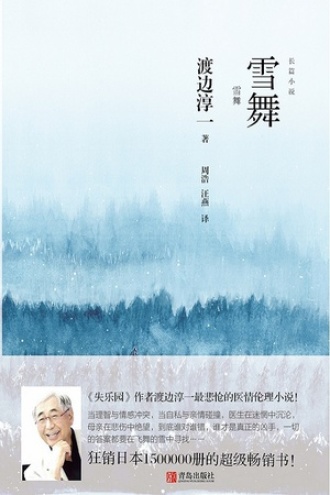 长篇小说
雪舞
雪舞
渡边淳一 著
周浩 汪燕 译
《失乐园》作者渡边淳一最悲怆的医情伦理小说！
当理智与情感冲突，当自私与亲情碰撞，医生在迷惘中沉沦，
母亲在悲伤中绝望，到底谁对谁错，谁才是真正的凶手，一切
的答案都要在飞舞的雪中寻找……
狂销日本1500000册的超级畅销书！
青岛出版社